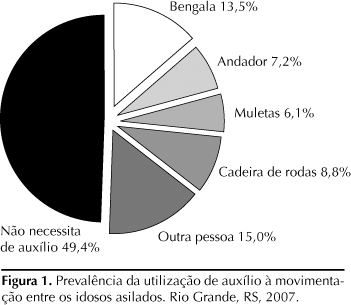 Bengala 13,5%
Andador 7,2%
Muletas 6,1%
Cadeira de rodas 8,8%
Outra pessoa 15,0%
Não necessita
de auxílio 49,4%
Figura 1. Prevalência da utilização de auxílio à movimenta-
ção entre os idosos asilados. Rio Grande, RS, 2007.